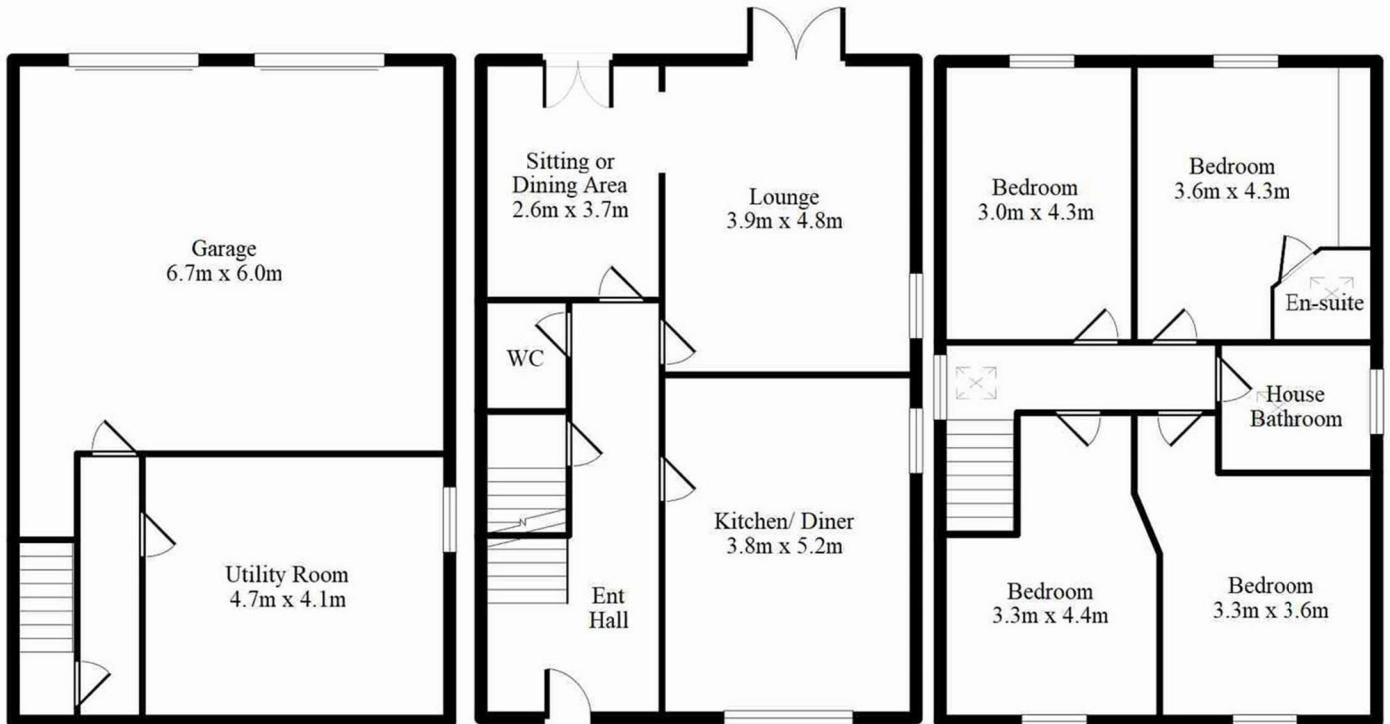 Garage
6.7m x 6.0m
Utility Room
4.7m x 4.1m
Sitting or
Dining Area
2.6m x 3.7m
Lounge
3.9m x 4.8m
WC
Kitchen/ Diner
3.8m x 5.2m
Ent
Hall
Bedroom
3.0m x 4.3m
Bedroom
3.6m x 4.3m
En-suite
House
Bathroom
Bedroom
3.3m x 4.4m
Bedroom
3.3m x 3.6m